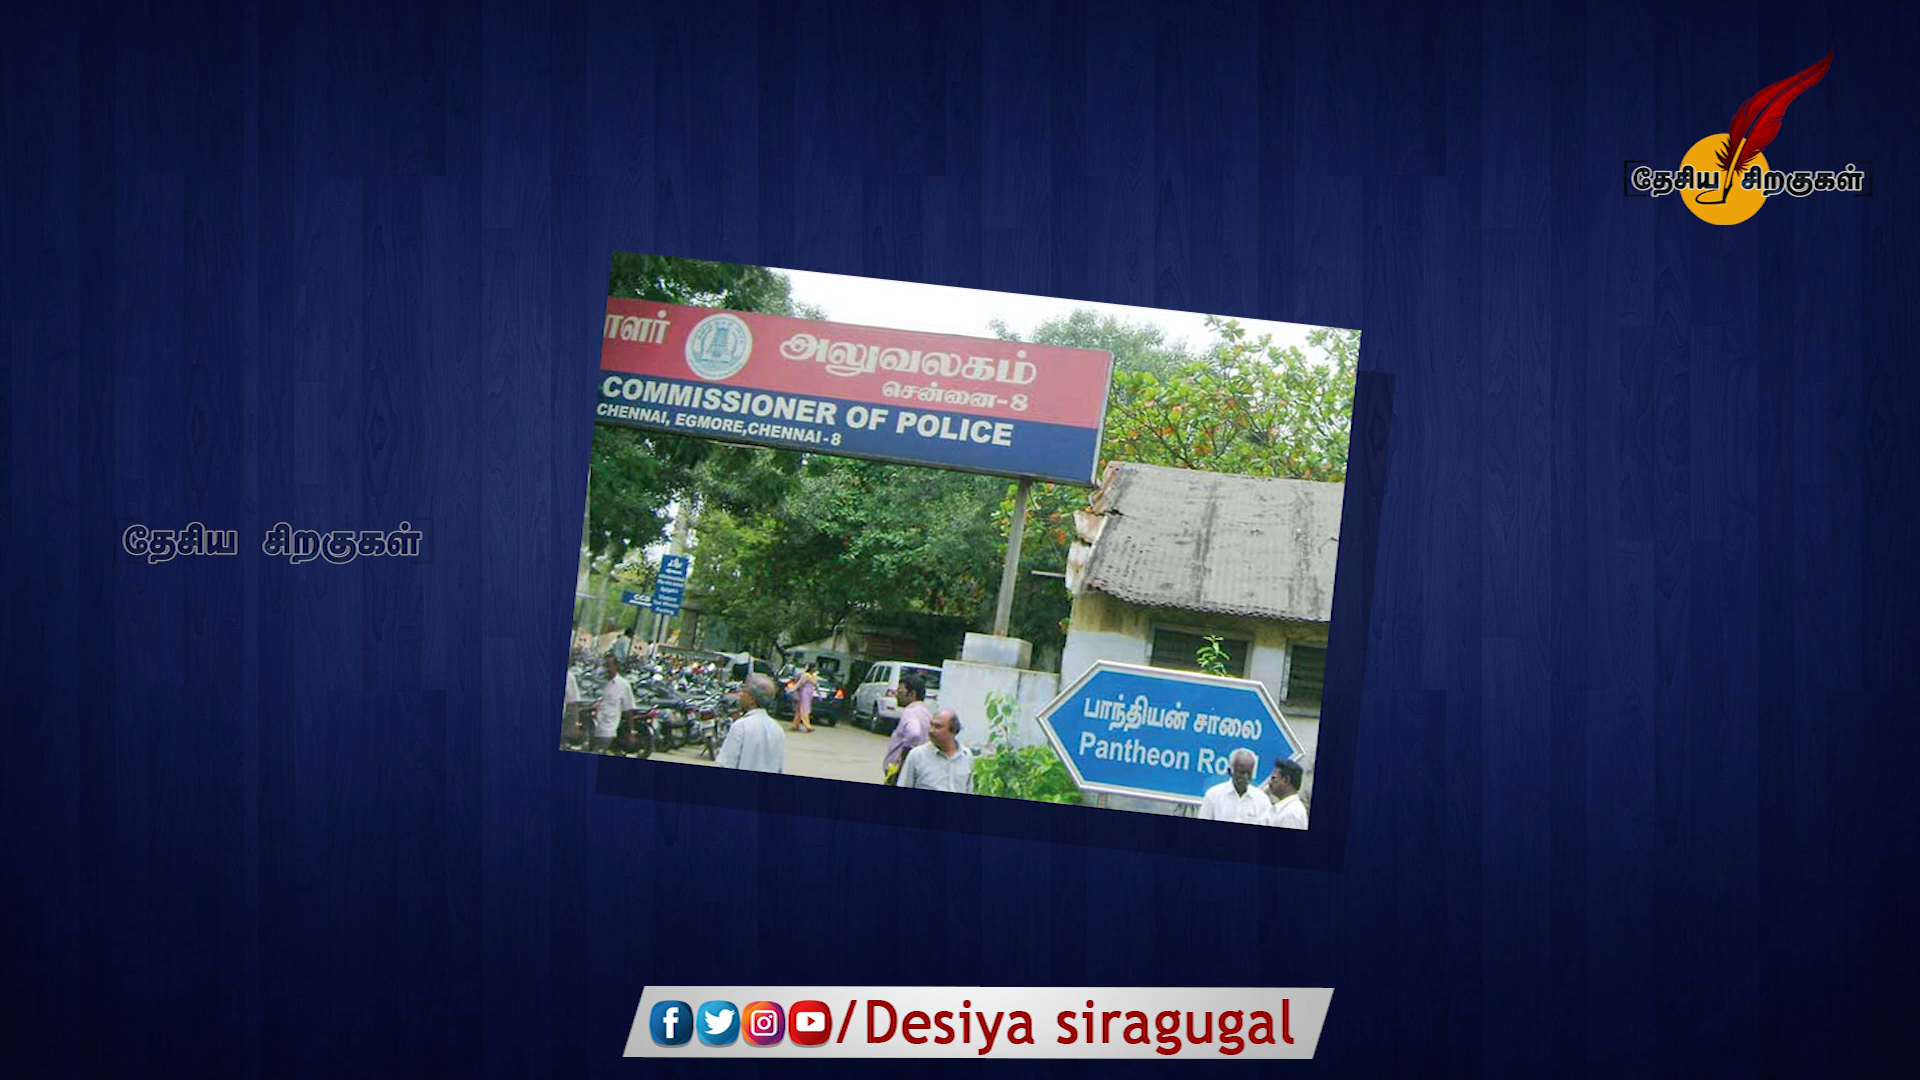 தேசிய சிறகுகள்
ாளர் அலுவலகம்
சென்னை-8
COMMISSIONER OF POLICE
CHENNAI, EGMORE,CHENNAI-8
தேசிய சிறகுகள்
CCB
பாந்தியன் சாலை
Pantheon Ro
/Desiya siragugal